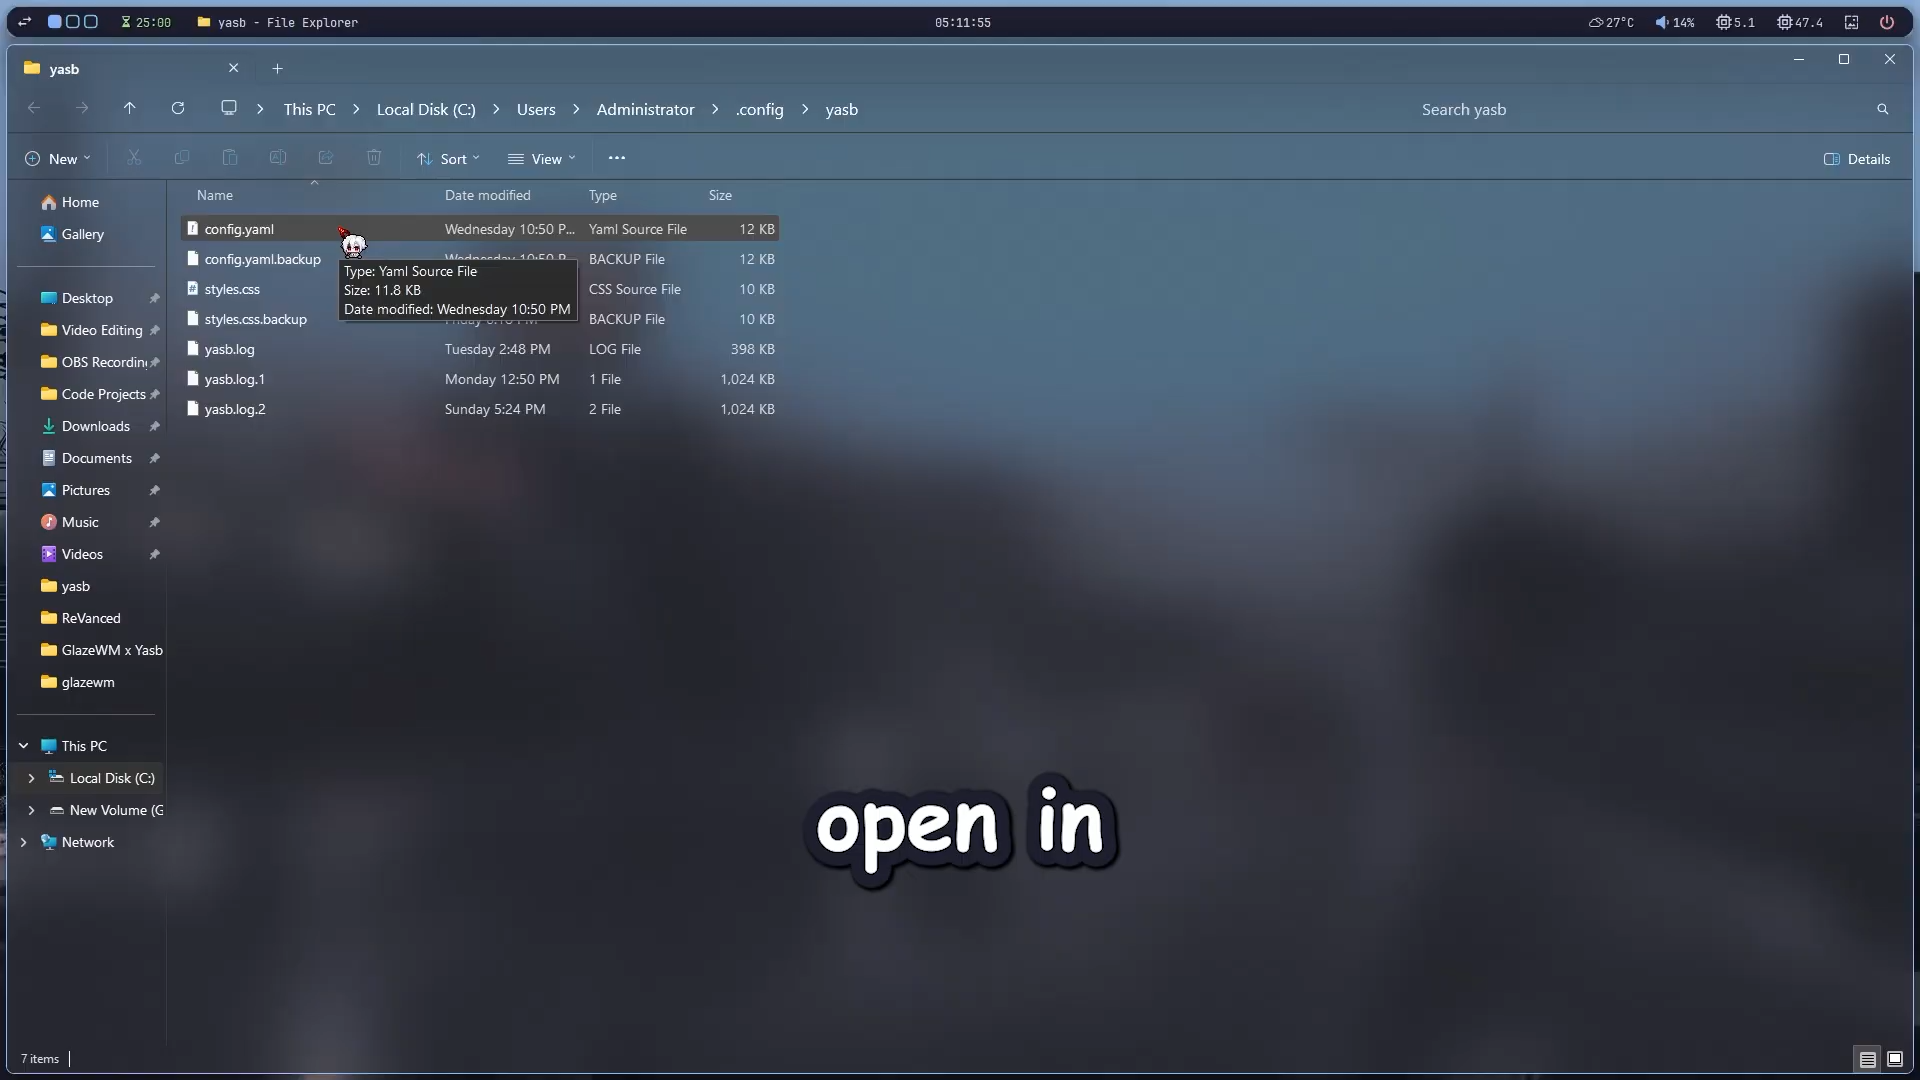 25:00 yasb - File Explorer 05:11:55 27°C 14% 5.1 47.4
yasb
This PC Local Disk (C:) Users Administrator .config yasb Search yasb
New Sort View Details
Home
Gallery
Desktop
Video Editing
OBS Recording
Code Projects
Downloads
Documents
Pictures
Music
Videos
yasb
ReVanced
GlazeWM x Yasb
glazewm
This PC
Local Disk (C:)
New Volume (G
Network
Name Date modified Type Size
config.yaml Wednesday 10:50 P... Yaml Source File 12 KB
config.yaml.backup Wednesday 10:50 P BACKUP File 12 KB
styles.css CSS Source File 10 KB
styles.css.backup BACKUP File 10 KB
yasb.log Tuesday 2:48 PM LOG File 398 KB
yasb.log.1 Monday 12:50 PM 1 File 1,024 KB
yasb.log.2 Sunday 5:24 PM 2 File 1,024 KB
Type: Yaml Source File
Size: 11.8 KB
Date modified: Wednesday 10:50 PM
open in
7 items